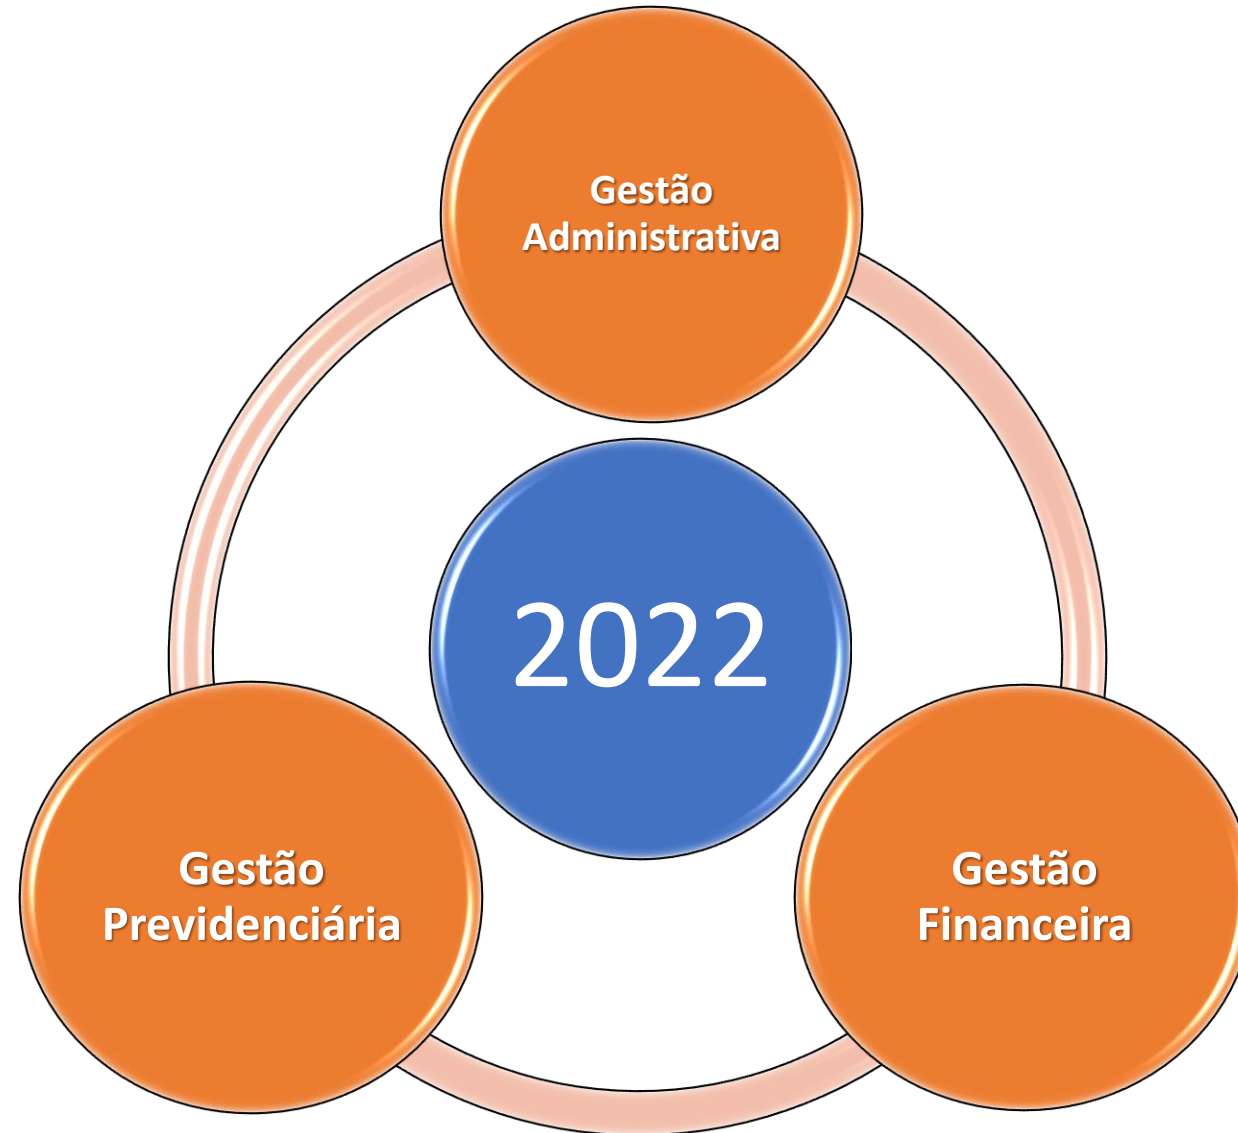 Gestão
Administrativa
2022
Gestão
Previdenciária
Gestão
Financeira